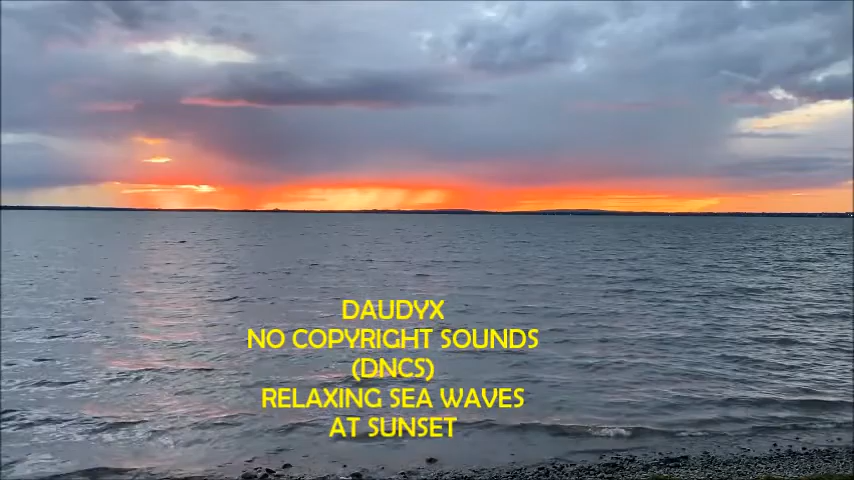 DAUDYX
NO COPYRIGHT SOUNDS
(DNCS)
RELAXING SEA WAVES
AT SUNSET